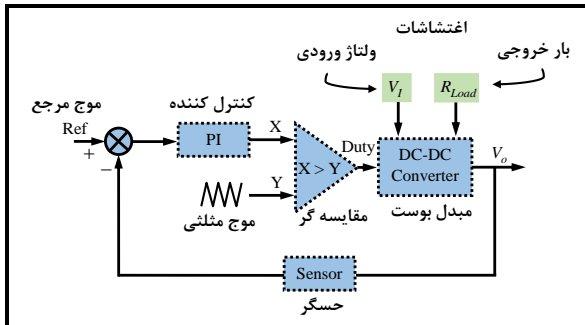 اغتشاشات
ولتاژ ورودی
بار خروجی
V_I
R_Load
موج مرجع
کنترل کننده
Ref
+
−
PI
X
X > Y
Duty
DC-DC
Converter
V_o
Y
موج مثلثی
مقایسه گر
مبدل بوست
Sensor
حسگر